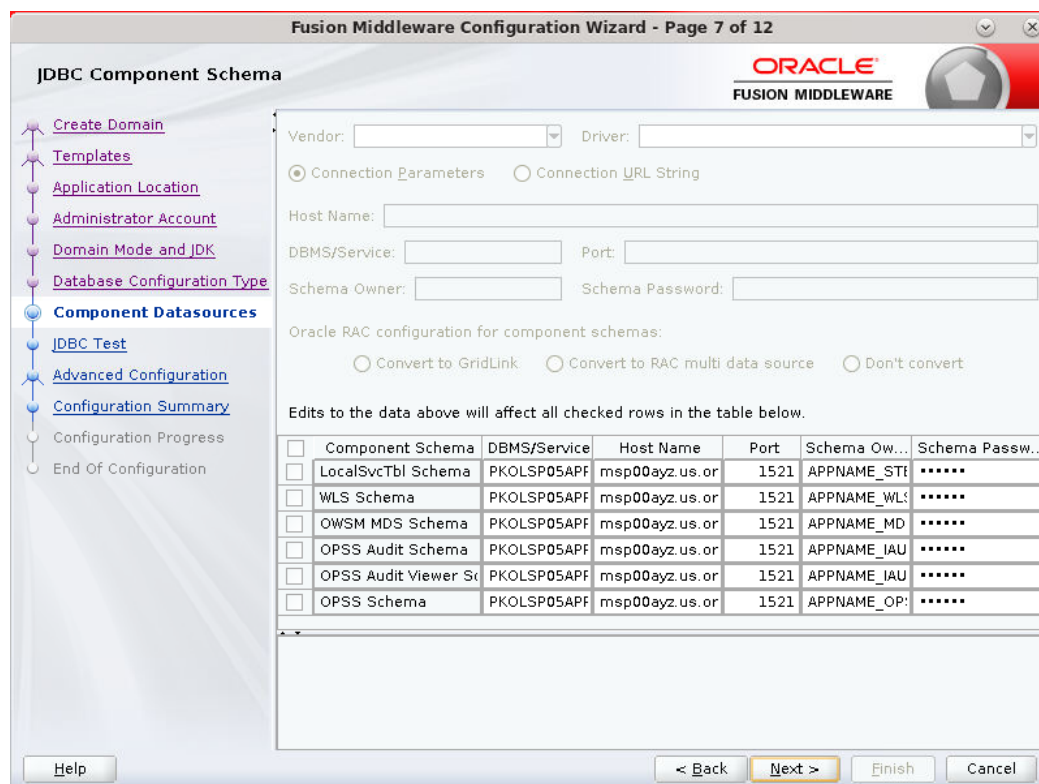 Fusion Middleware Configuration Wizard - Page 7 of 12
JDBC Component Schema
ORACLE
FUSION MIDDLEWARE
Create Domain
Templates
Application Location
Administrator Account
Domain Mode and JDK
Database Configuration Type
Component Datasources
JDBC Test
Advanced Configuration
Configuration Summary
Configuration Progress
End Of Configuration
Vendor: Driver:
Connection Parameters Connection URL String
Host Name:
DBMS/Service: Port:
Schema Owner: Schema Password:
Oracle RAC configuration for component schemas:
Convert to GridLink Convert to RAC multi data source Don't convert
Edits to the data above will affect all checked rows in the table below.
Component Schema DBMS/Service Host Name Port Schema Ow... Schema Passw...
LocalSvcTbl Schema PKOLSP05APF msp00ayz.us.or 1521 APPNAME_STE ••••••
WLS Schema PKOLSP05APF msp00ayz.us.or 1521 APPNAME_WLS ••••••
OWSM MDS Schema PKOLSP05APF msp00ayz.us.or 1521 APPNAME_MD ••••••
OPSS Audit Schema PKOLSP05APF msp00ayz.us.or 1521 APPNAME_IAU ••••••
OPSS Audit Viewer Sc PKOLSP05APF msp00ayz.us.or 1521 APPNAME_IAU ••••••
OPSS Schema PKOLSP05APF msp00ayz.us.or 1521 APPNAME_OPS ••••••
Help < Back Next > Finish Cancel